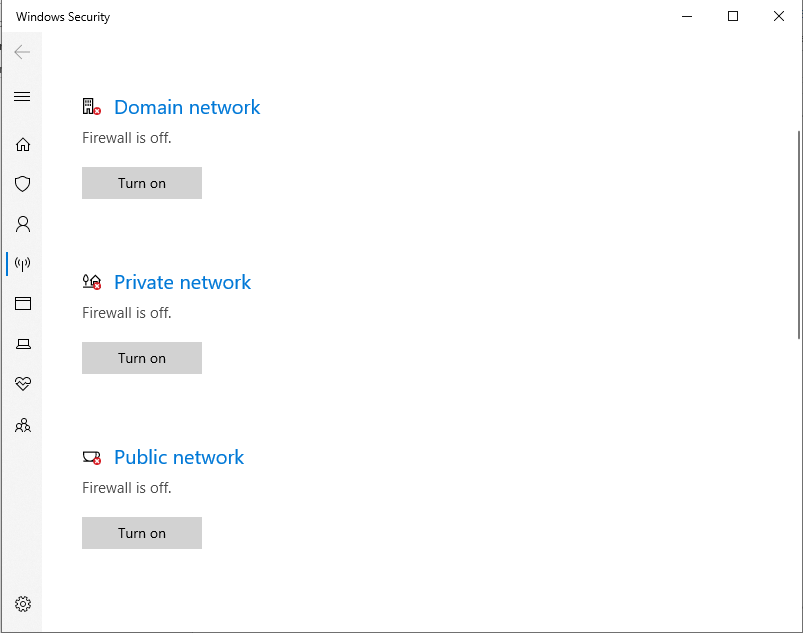 Windows Security
Domain network
Firewall is off.
Turn on
Private network
Firewall is off.
Turn on
Public network
Firewall is off.
Turn on